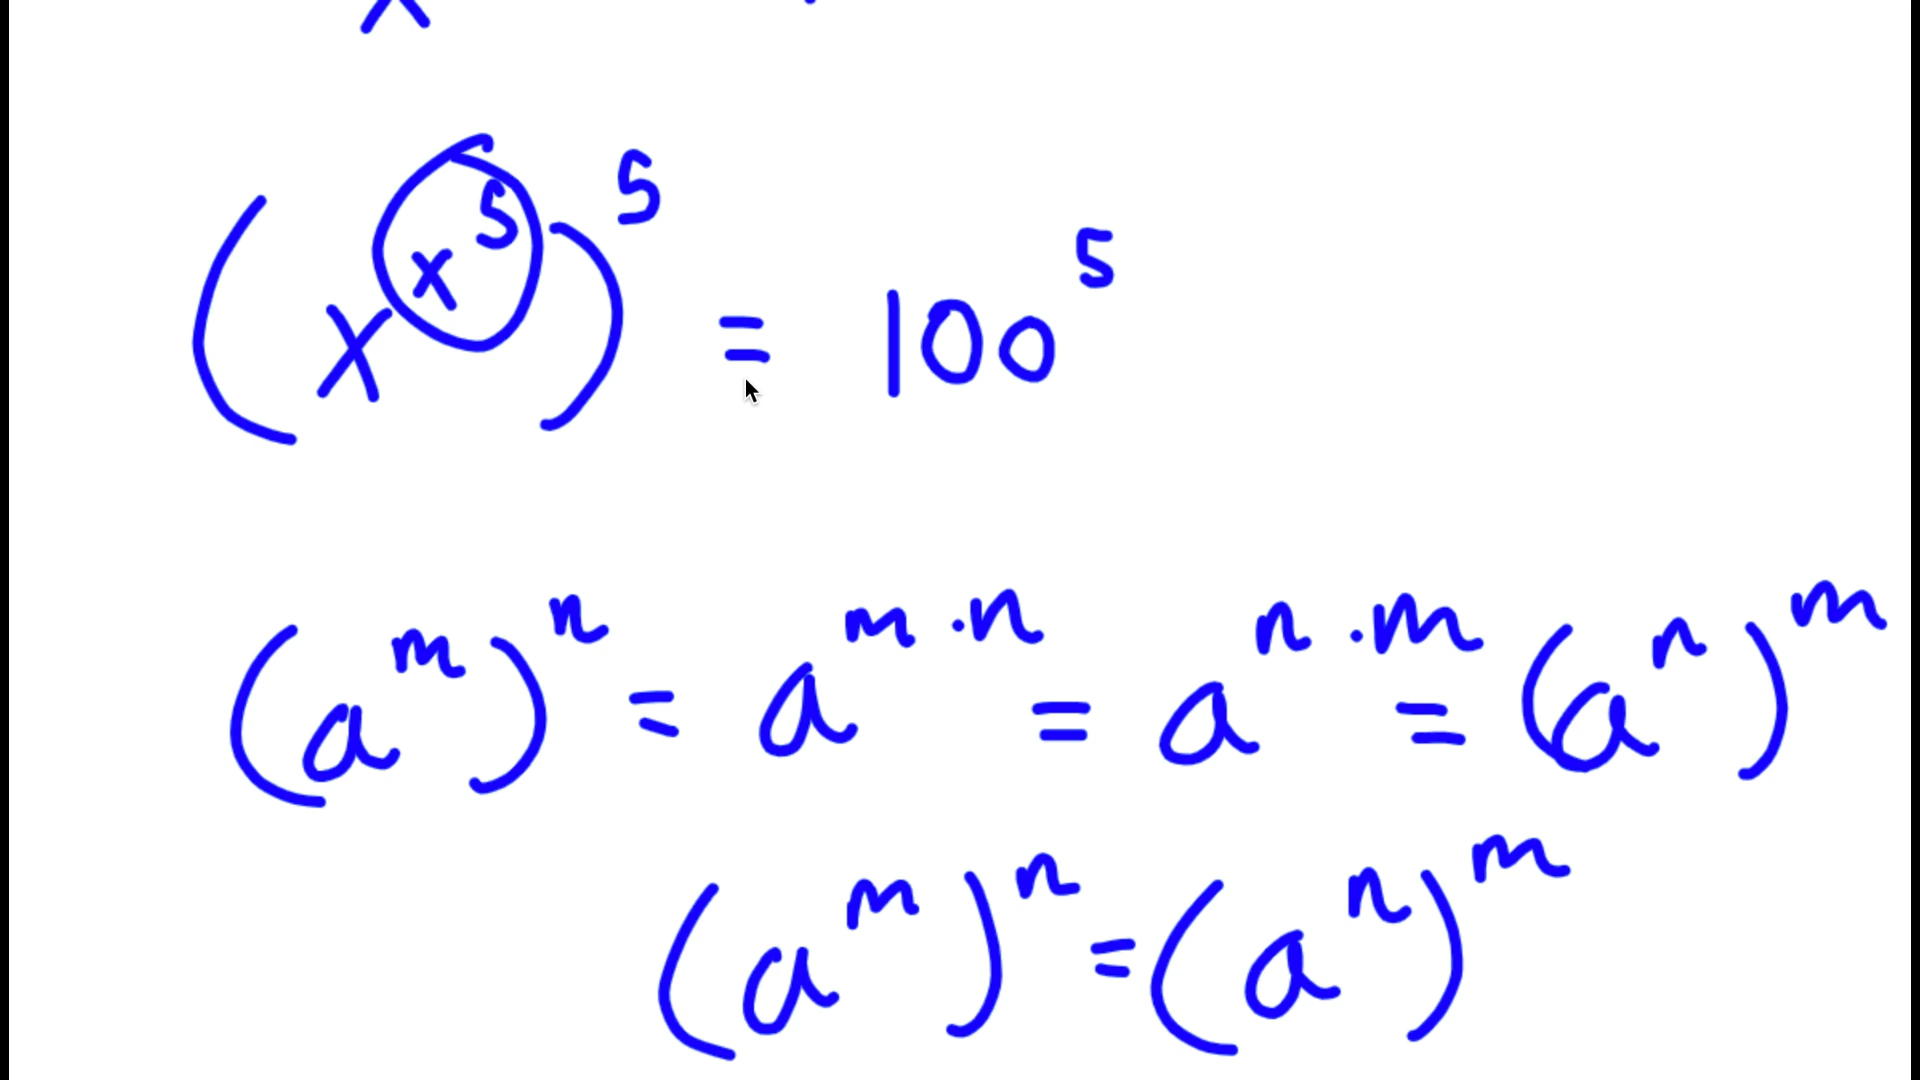 x
(x^{x^5})^5 = 100^5
(a^m)^n = a^{m·n} = a^{n·m} = (a^n)^m
(a^m)^n = (a^n)^m